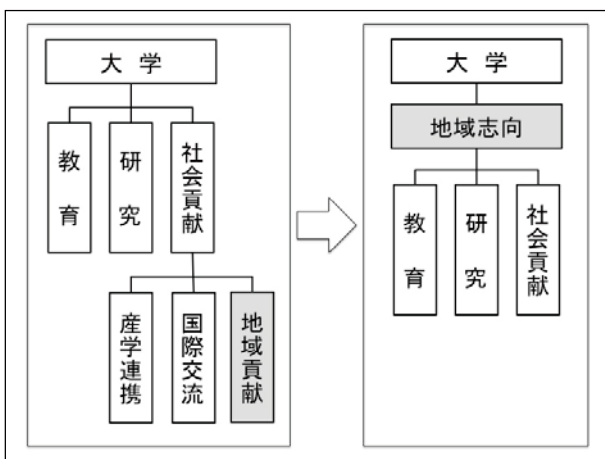 大学
教育
研究
社会貢献
産学連携
国際交流
地域貢献
大学
地域志向
教育
研究
社会貢献